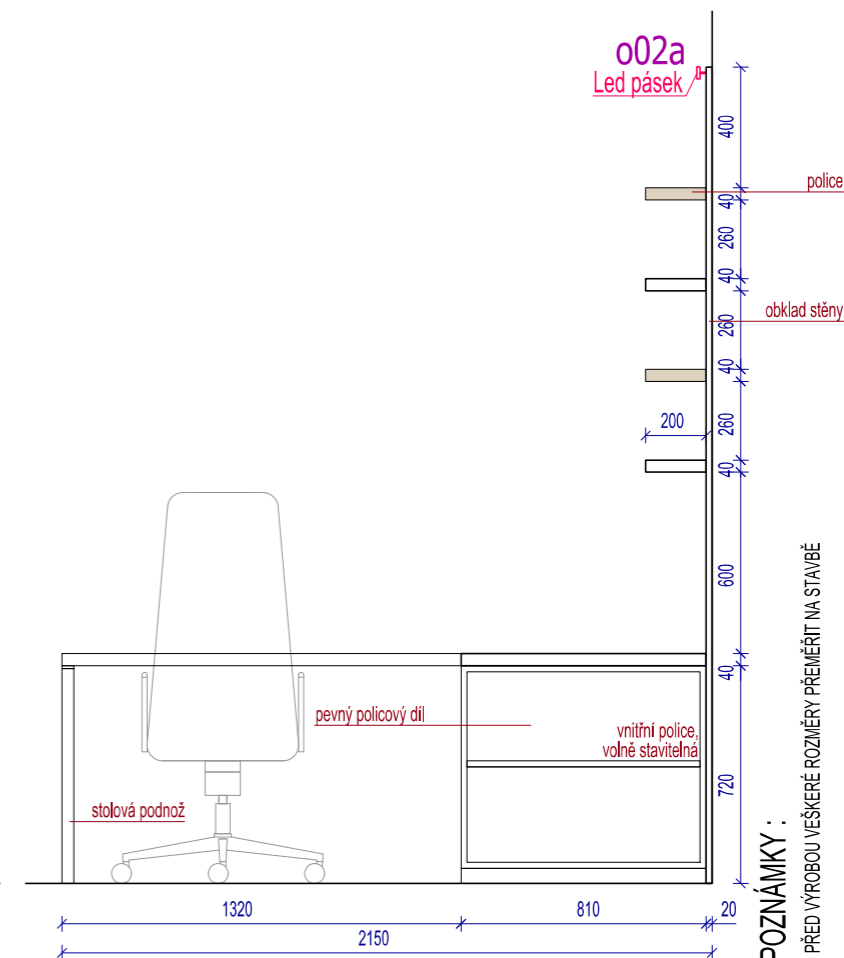 o02a
Led pásek
400
police
40
260
40
obklad stěny
260
40
200
260
40
600
40
pevný policový díl
vnitřní police,
volně stavitelná
720
stolová podnož
1320
810
20
2150
POZNÁMKY :
PŘED VÝROBOU VEŠKERÉ ROZMĚRY PŘEMĚŘIT NA STAVBĚ